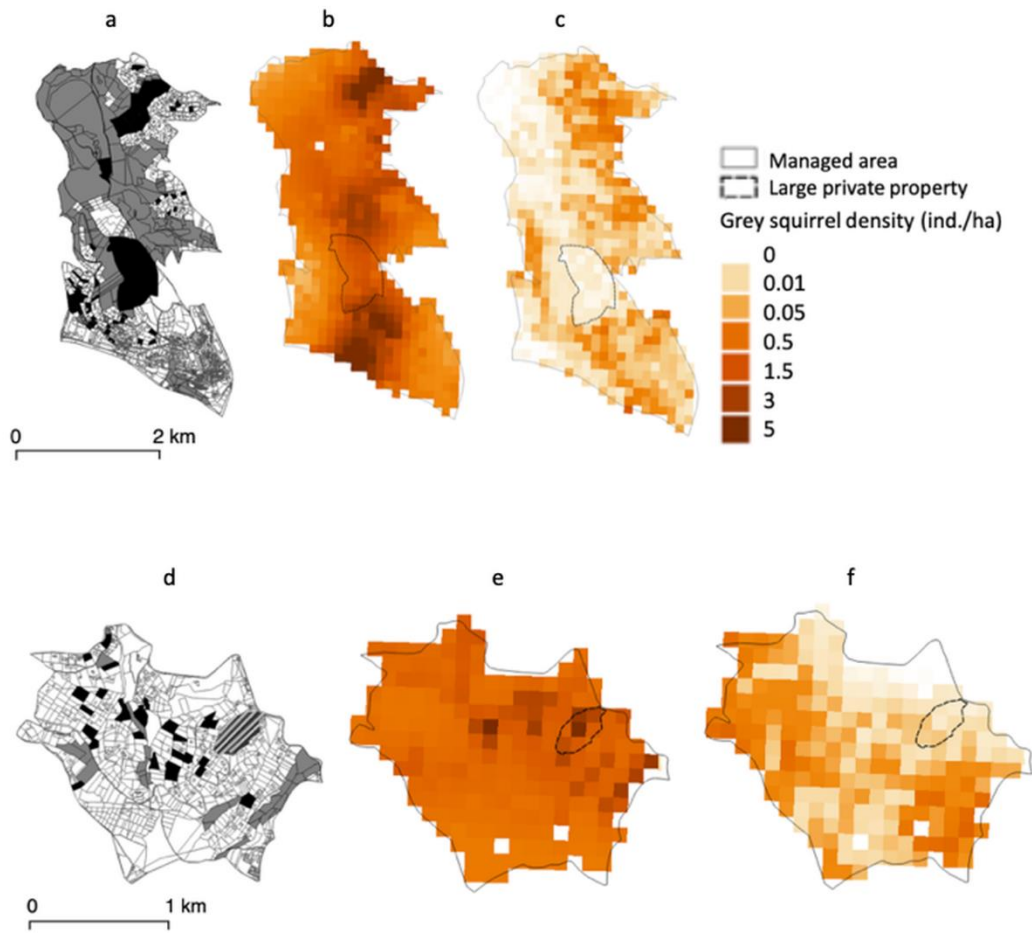 a
b
c
Managed area
Large private property
Grey squirrel density (ind./ha)
0
0.01
0.05
0.5
1.5
3
5
0 2 km
d
e
f
0 1 km